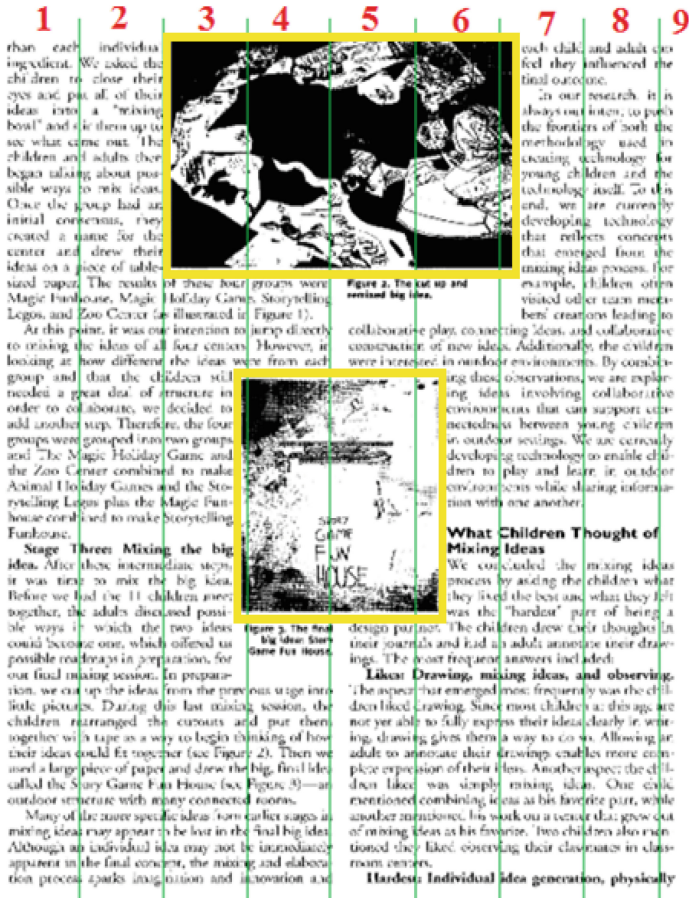 1 2 3 4 5 6 7 8 9
than each individual
ingredient. We asked the
children to close their
eyes and put all of their
ideas into a "mixing
bowl" and stir them up to
see what came out. The
children and adults then
began talking about pos-
sible ways to mix ideas.
Once the group had an
initial consensus, they
created a name for the
center and drew their
ideas on a piece of table-
sized paper. The results of these four groups were
Magic Funhouse, Magic Holiday Game, Storytelling
Legos, and Zoo Center (as illustrated in Figure 1).
At this point, it was our intention to jump directly
to mixing the ideas of all four centers. However, in
looking at how different the ideas were from each
group and that the children still
needed a great deal of structure in
order to collaborate, we decided to
add another step. Therefore, the four
groups were grouped into two groups
and The Magic Holiday Game and
the Zoo Center combined to make
Animal Holiday Games and the Sto-
rytelling Legos plus the Magic Fun-
house combined to make Storytelling
Funhouse.
Stage Three: Mixing the big
idea. After these intermediate steps,
it was time to mix the big idea.
Before we had the 11 children meet
together, the adults discussed possi-
ble ways in which the two ideas
could become one, which offered us
possible roadmaps in preparation, for
our final mixing session. In prepara-
tion, we cut up the ideas from the previous stage into
little pictures. During this last mixing session, the
children rearranged the cutouts and put them
together with tape as a way to begin thinking of how
their ideas could fit together (see Figure 2). Then we
used a large piece of paper and drew the big, final idea
called the Story Game Fun House (see Figure 3)—an
outdoor structure with many connected rooms.
Many of the more specific ideas from earlier stages in
mixing ideas may appear to be lost in the final big idea.
Although an individual idea may not be immediately
apparent in the final concept, the mixing and elabora-
tion process sparks imagination and innovation and
Figure 2. The cut up and
remixed big idea.
STORY
GAME
FUN
HOUSE
Figure 3. The final
big idea: Story
Game Fun House.
each child and adult can
feel they influenced the
final outcome.
In our research, it is
always our intent to push
the frontiers of both the
methodology used in
creating technology for
young children and the
technology itself. To this
end, we are currently
developing technology
that reflects concepts
that emerged from the
mixing ideas process. For
example, children often
visited other team mem-
bers' creations leading to
collaborative play, connecting ideas, and collaborative
construction of new ideas. Additionally, the children
were interested in outdoor environments. By combin-
ing these observations, we are explor-
ing ideas involving collaborative
environments that can support con-
nectedness between young children
in outdoor settings. We are currently
developing technology to enable chil-
dren to play and learn in outdoor
environments while sharing informa-
tion with one another.
What Children Thought of
Mixing Ideas
We concluded the mixing ideas
process by asking the children what
they liked the best and what they felt
was the "hardest" part of being a
design partner. The children drew their thoughts in
their journals and had an adult annotate their draw-
ings. The most frequent answers included:
Likes: Drawing, mixing ideas, and observing.
The aspect that emerged most frequently was the chil-
dren liked drawing. Since most children at this age are
not yet able to fully express their ideas clearly in writ-
ing, drawing gives them a way to do so. Allowing an
adult to annotate their drawings enables more com-
plete expression of their ideas. Another aspect the chil-
dren liked was simply mixing ideas. One child
mentioned combining ideas as his favorite part, while
another mentioned his work on a center that grew out
of mixing ideas as his favorite. Two children also men-
tioned they liked observing their classmates in class-
room centers.
Hardest: Individual idea generation, physically